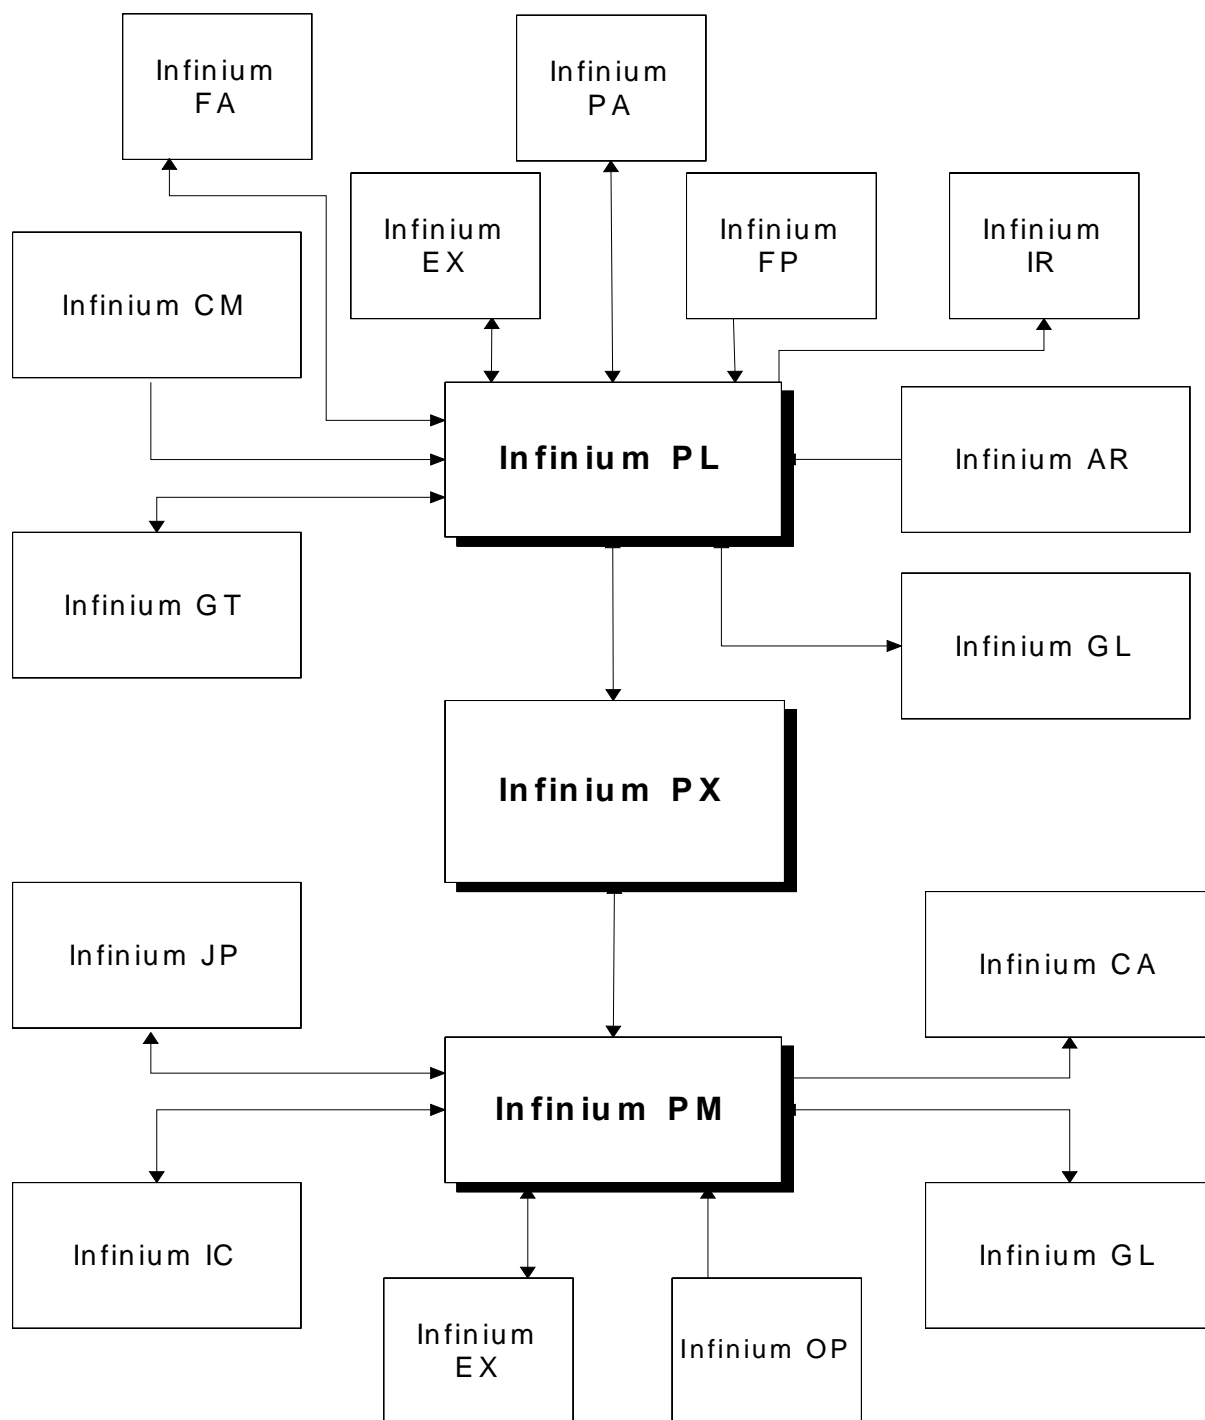 Infinium
FA
Infinium
PA
Infinium
EX
Infinium
FP
Infinium
IR
Infinium CM
Infinium PL
Infinium AR
Infinium GT
Infinium GL
Infinium PX
Infinium JP
Infinium CA
Infinium PM
Infinium IC
Infinium GL
Infinium
EX
Infinium OP